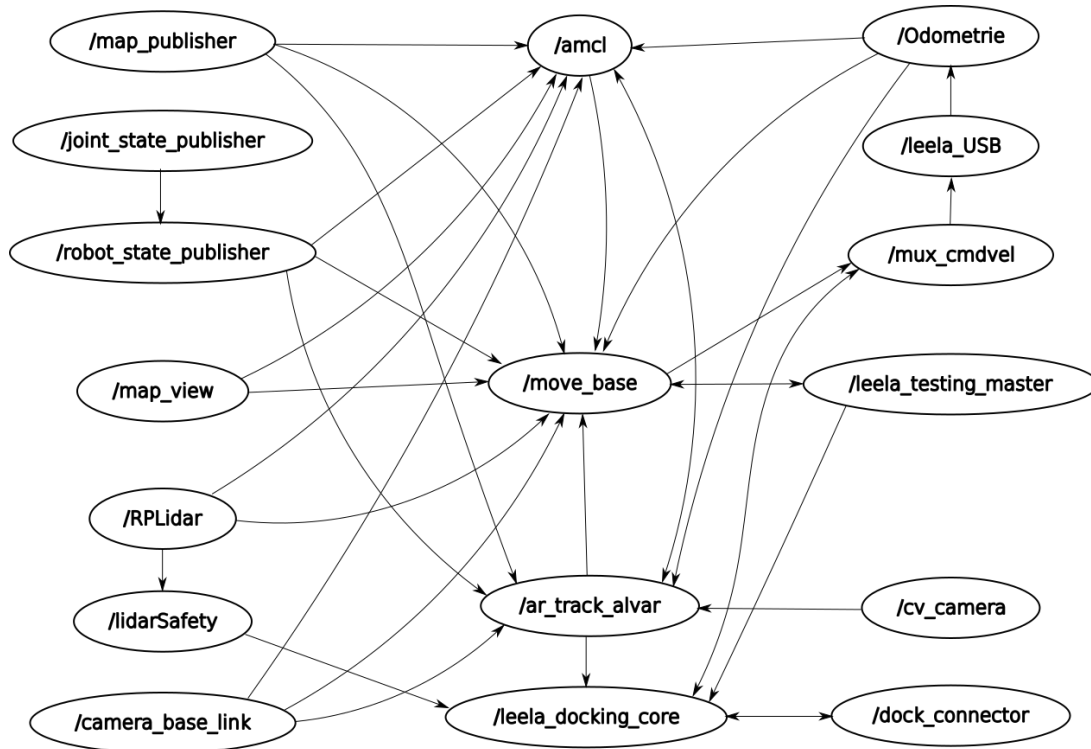 /map_publisher
/amcl
/Odometrie
/joint_state_publisher
/leela_USB
/robot_state_publisher
/mux_cmdvel
/map_view
/move_base
/leela_testing_master
/RPLidar
/lidarSafety
/ar_track_alvar
/cv_camera
/camera_base_link
/leela_docking_core
/dock_connector